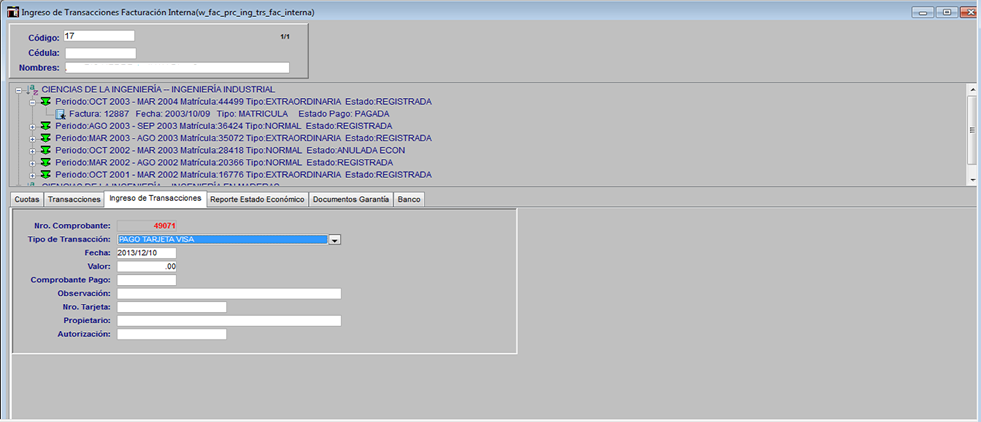 Ingreso de Transacciones Facturación Interna(w_fac_prc_ing_trs_fac_interna)
Código: 17 1/1
Cédula:
Nombres:
CIENCIAS DE LA INGENIERÍA -- INGENIERÍA INDUSTRIAL
Periodo:OCT 2003 - MAR 2004 Matrícula:44499 Tipo:EXTRAORDINARIA Estado:REGISTRADA
Factura: 12887 Fecha: 2003/10/09 Tipo: MATRICULA Estado Pago: PAGADA
Periodo:AGO 2003 - SEP 2003 Matrícula:36424 Tipo:NORMAL Estado:REGISTRADA
Periodo:MAR 2003 - AGO 2003 Matrícula:35072 Tipo:EXTRAORDINARIA Estado:REGISTRADA
Periodo:OCT 2002 - MAR 2003 Matrícula:28418 Tipo:NORMAL Estado:ANULADA ECON
Periodo:MAR 2002 - AGO 2002 Matrícula:20366 Tipo:NORMAL Estado:REGISTRADA
Periodo:OCT 2001 - MAR 2002 Matrícula:16776 Tipo:EXTRAORDINARIA Estado:REGISTRADA
CIENCIAS DE LA INGENIERÍA -- INGENIERÍA EN MADERAS
Cuotas Transacciones Ingreso de Transacciones Reporte Estado Económico Documentos Garantía Banco
Nro. Comprobante: 49071
Tipo de Transacción: PAGO TARJETA VISA
Fecha: 2013/12/10
Valor: .00
Comprobante Pago:
Observación:
Nro. Tarjeta:
Propietario:
Autorización: